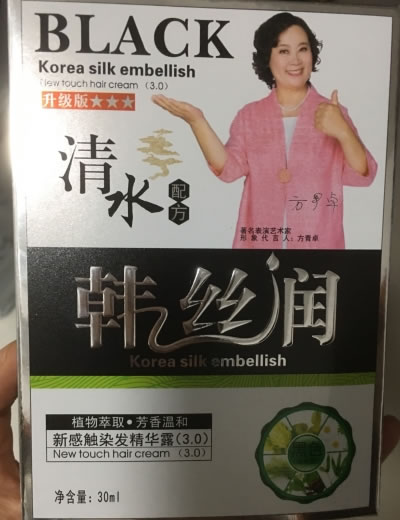 BLACK
Korea silk embellish
New touch hair cream (3.0)
升级版★★★
清水
配方
方青卓
著名表演艺术家
形象代言人：方青卓
韩丝润
Korea silk embellish
植物萃取·芳香温和
新感触染发精华露(3.0)
New touch hair cream (3.0)
净含量：30ml